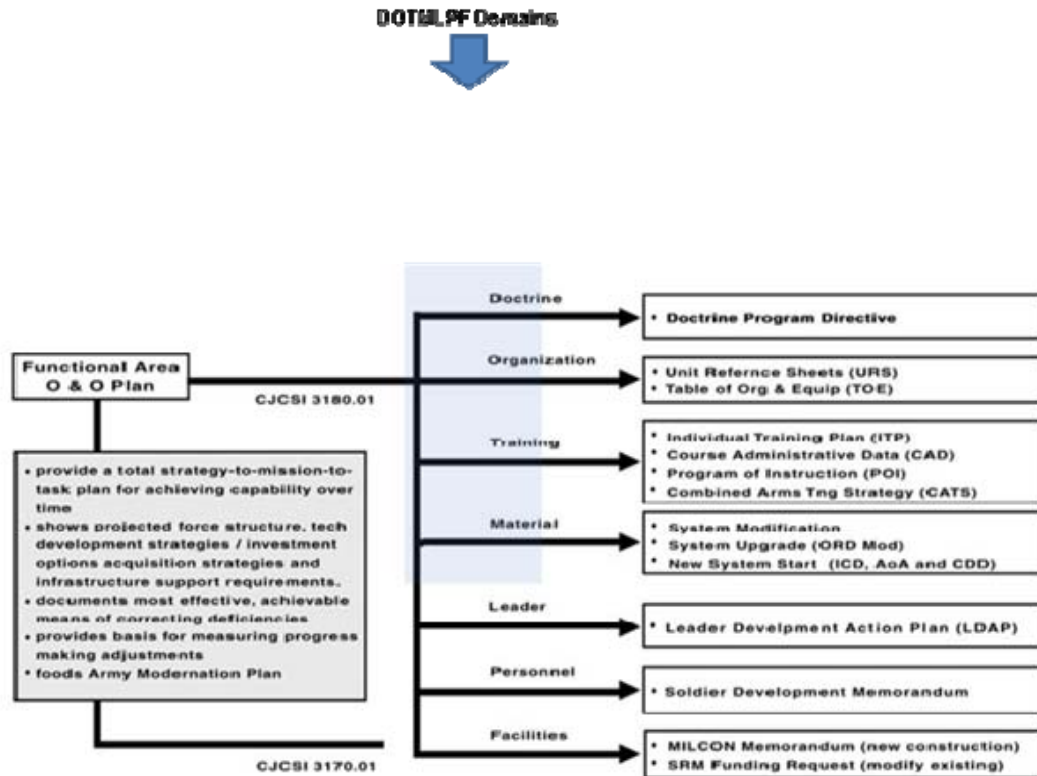 DOTMLPF Domains
Functional Area
O & O Plan
CJCSI 3180.01
• provide a total strategy-to-mission-to-
task plan for achieving capability over
time
• shows projected force structure, tech
development strategies / investment
options acquisition strategies and
infrastructure support requirements.
• documents most effective, achievable
means of correcting deficiencies
• provides basis for measuring progress
making adjustments
• foods Army Modernation Plan
CJCSI 3170.01
Doctrine
• Doctrine Program Directive
Organization
• Unit Refernce Sheets (URS)
• Table of Org & Equip (TOE)
Training
• Individual Training Plan (ITP)
• Course Administrative Data (CAD)
• Program of Instruction (POI)
• Combined Arms Tng Strategy (CATS)
Material
• System Modification
• System Upgrade (ORD Mod)
• New System Start (ICD, AoA and CDD)
Leader
• Leader Develpment Action Plan (LDAP)
Personnel
• Soldier Development Memorandum
Facilities
• MILCON Memorandum (new construction)
• SRM Funding Request (modify existing)